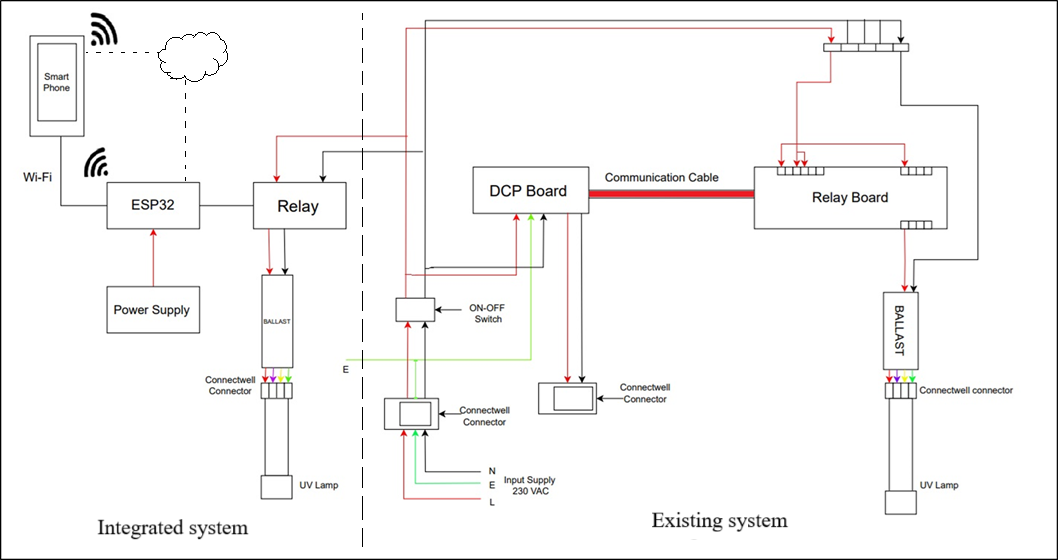 Smart
Phone
Wi-Fi
ESP32
Relay
Power Supply
BALLAST
Connectwell
Connector
UV Lamp
Integrated system
DCP Board
Communication Cable
Relay Board
ON-OFF
Switch
E
Connectwell
Connector
Connectwell
Connector
N
E
L
Input Supply
230 VAC
BALLAST
Connectwell connector
UV Lamp
Existing system